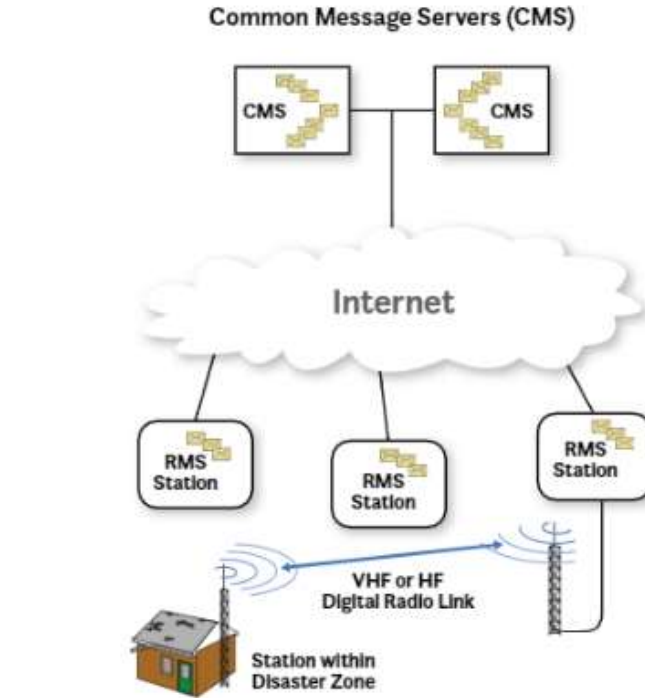 Common Message Servers (CMS)
CMS
CMS
Internet
RMS
Station
RMS
Station
RMS
Station
VHF or HF
Digital Radio Link
Station within
Disaster Zone